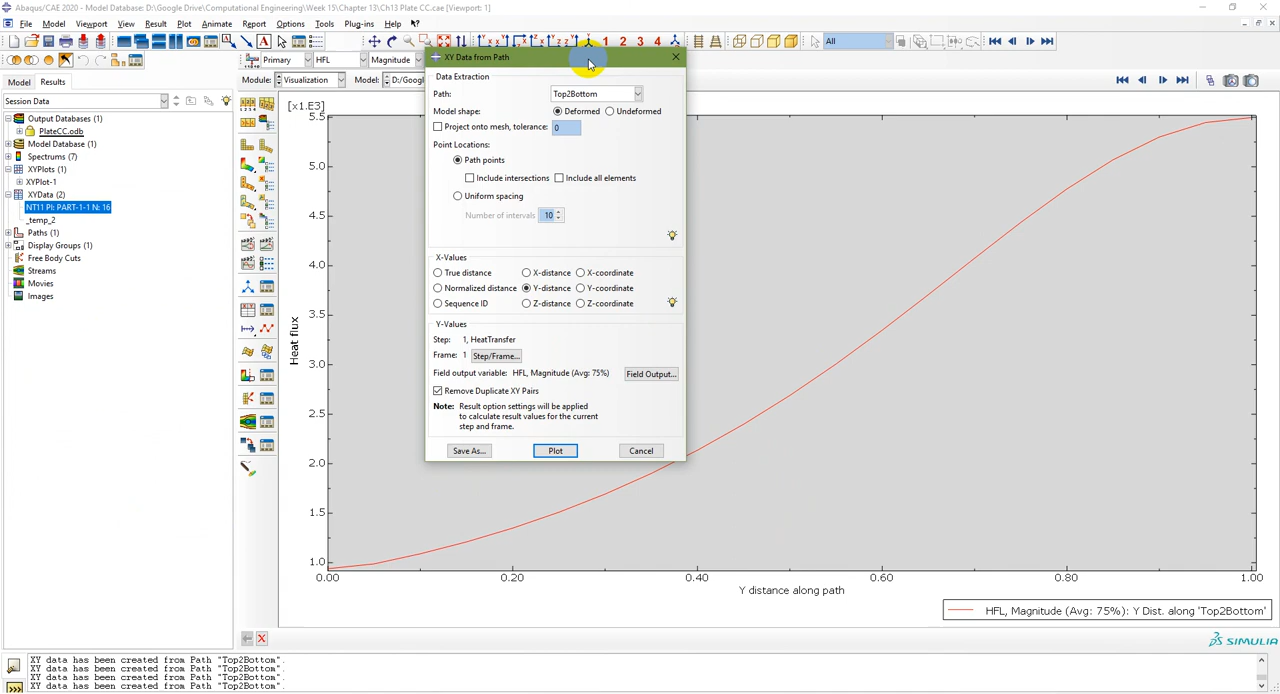 Abaqus/CAE 2020 - Model Database: D:\Google Drive\Computational Engineering\Week 15\Chapter 13\Ch13 Plate CC.cae [Viewport: 1]
File Model Viewport View Result Plot Animate Report Options Tools Plug-ins Help
1 2 3 4 All
Primary HFL Magnitude
Module: Visualization Model: D:/Goog
Model Results
Session Data
Output Databases (1)
PlateCC.odb
Model Database (1)
Spectrums (7)
XYPlots (1)
XYPlot-1
XYData (2)
NT11 PI: PART-1-1 N: 16
_temp_2
Paths (1)
Display Groups (1)
Free Body Cuts
Streams
Movies
Images
XY Data from Path
Data Extraction
Path: Top2Bottom
Model shape: Deformed Undeformed
Project onto mesh, tolerance: 0
Point Locations:
Path points
Include intersections Include all elements
Uniform spacing
Number of intervals 10
X-Values
True distance X-distance X-coordinate
Normalized distance Y-distance Y-coordinate
Sequence ID Z-distance Z-coordinate
Y-Values
Step: 1, HeatTransfer
Frame: 1 Step/Frame...
Field output variable: HFL, Magnitude (Avg: 75%) Field Output...
Remove Duplicate XY Pairs
Note: Result option settings will be applied
to calculate result values for the current
step and frame.
Save As... Plot Cancel
[x1.E3]
5.5
5.0
4.5
4.0
3.5
3.0
2.5
2.0
1.5
1.0
Heat flux
0.00 0.20 0.40 0.60 0.80 1.00
Y distance along path
HFL, Magnitude (Avg: 75%): Y Dist. along 'Top2Bottom'
SIMULIA
XY data has been created from Path "Top2Bottom".
XY data has been created from Path "Top2Bottom".
XY data has been created from Path "Top2Bottom".
XY data has been created from Path "Top2Bottom".